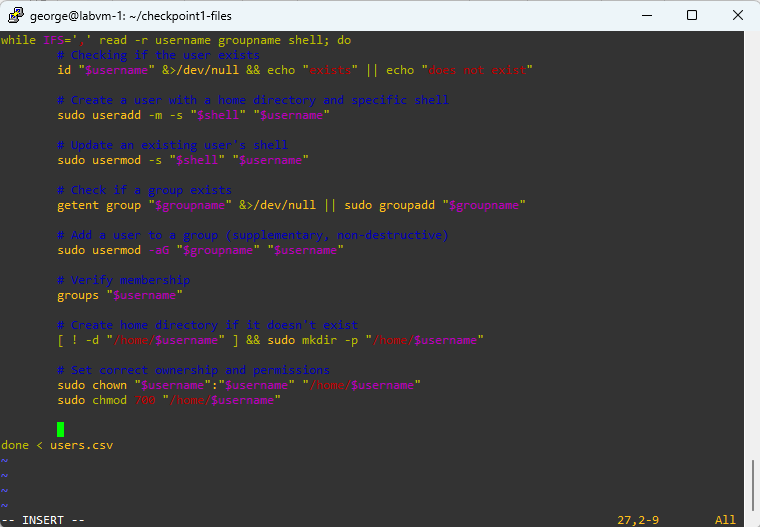 george@labvm-1: ~/checkpoint1-files
while IFS=',' read -r username groupname shell; do
# Checking if the user exists
id "$username" &>/dev/null && echo "exists" || echo "does not exist"
# Create a user with a home directory and specific shell
sudo useradd -m -s "$shell" "$username"
# Update an existing user's shell
sudo usermod -s "$shell" "$username"
# Check if a group exists
getent group "$groupname" &>/dev/null || sudo groupadd "$groupname"
# Add a user to a group (supplementary, non-destructive)
sudo usermod -aG "$groupname" "$username"
# Verify membership
groups "$username"
# Create home directory if it doesn't exist
[ ! -d "/home/$username" ] && sudo mkdir -p "/home/$username"
# Set correct ownership and permissions
sudo chown "$username":"$username" "/home/$username"
sudo chmod 700 "/home/$username"
done < users.csv
~
~
~
~
-- INSERT -- 27,2-9 All